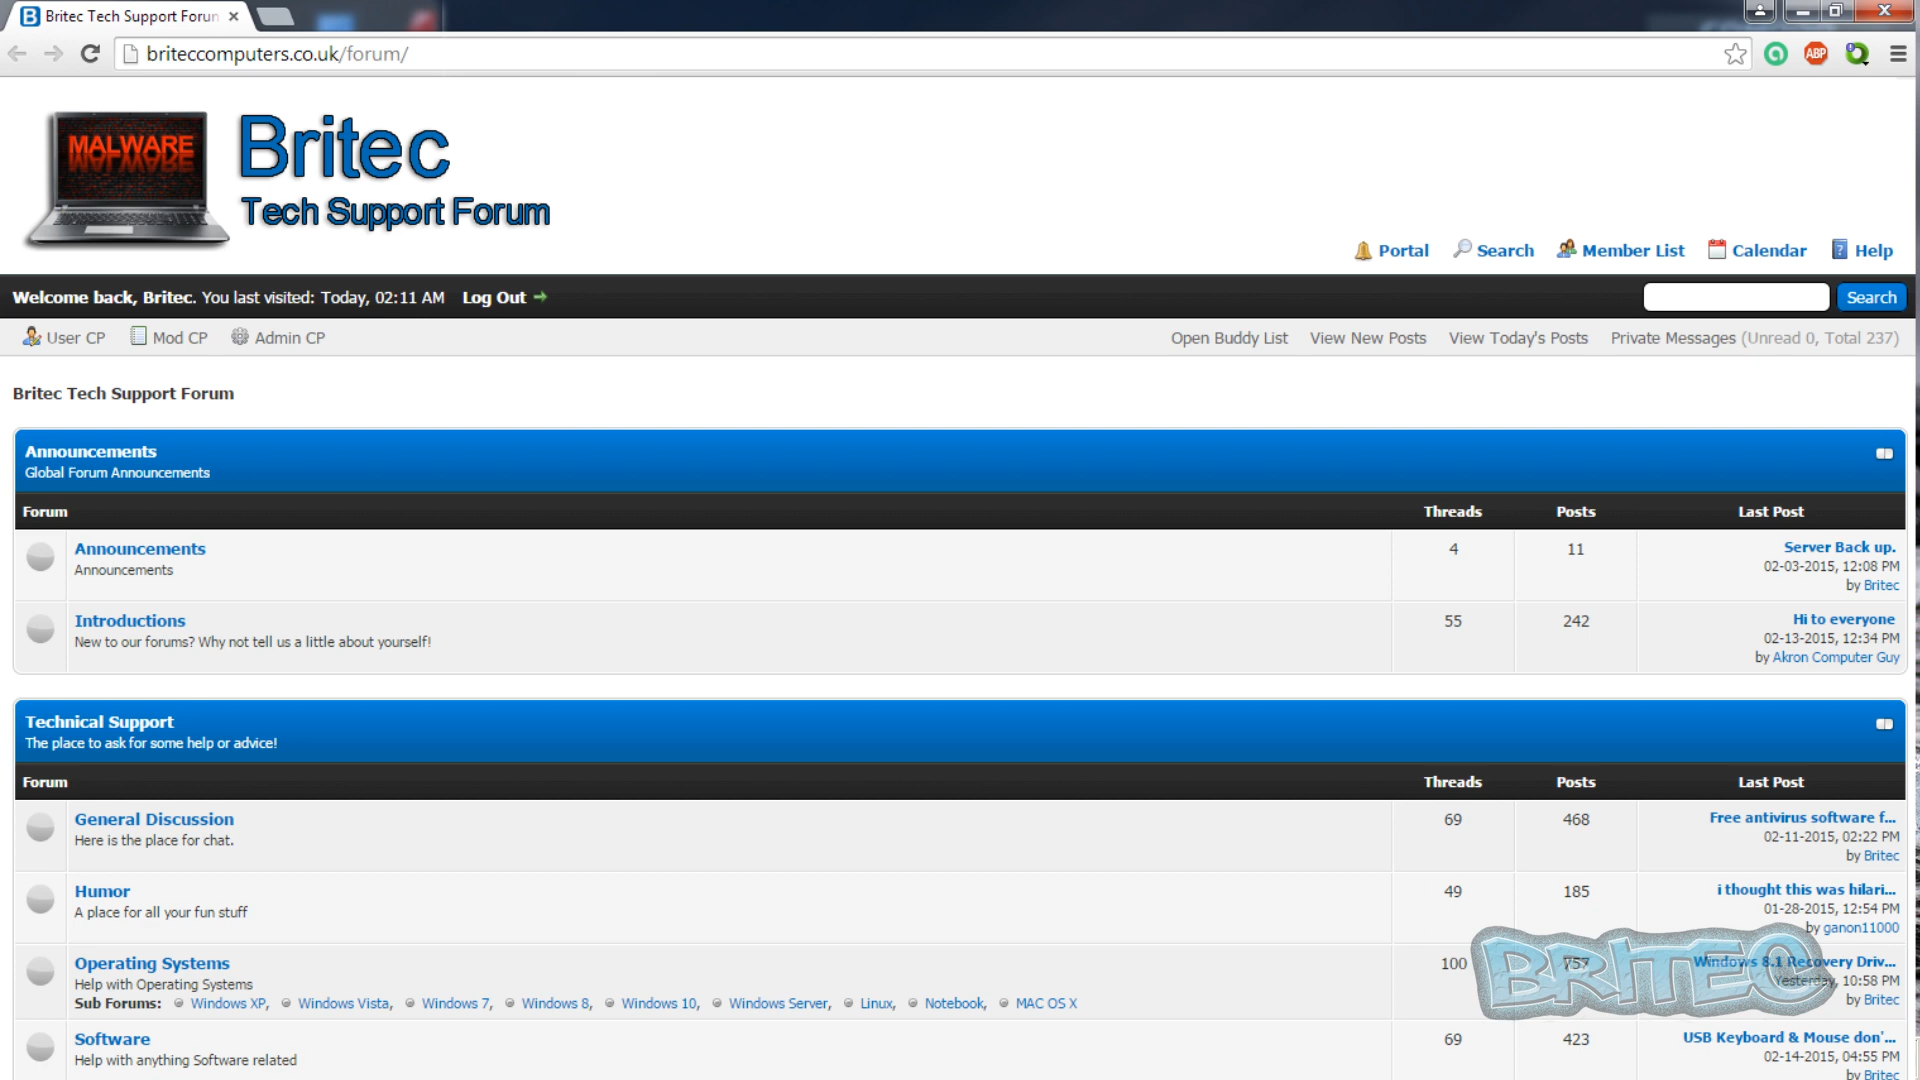 Britec Tech Support Forun
briteccomputers.co.uk/forum/
ABP
MALWARE
Britec
Tech Support Forum
Portal Search Member List Calendar Help
Welcome back, Britec. You last visited: Today, 02:11 AM Log Out
Search
User CP Mod CP Admin CP
Open Buddy List View New Posts View Today's Posts Private Messages (Unread 0, Total 237)
Britec Tech Support Forum
Announcements
Global Forum Announcements
Forum Threads Posts Last Post
Announcements 4 11 Server Back up.
Announcements 02-03-2015, 12:08 PM
by Britec
Introductions 55 242 Hi to everyone
New to our forums? Why not tell us a little about yourself! 02-13-2015, 12:34 PM
by Akron Computer Guy
Technical Support
The place to ask for some help or advice!
Forum Threads Posts Last Post
General Discussion 69 468 Free antivirus software f...
Here is the place for chat. 02-11-2015, 02:22 PM
by Britec
Humor 49 185 i thought this was hilari...
A place for all your fun stuff 01-28-2015, 12:54 PM
by ganon11000
Operating Systems 100 757 Windows 8.1 Recovery Driv...
Help with Operating Systems Yesterday, 10:58 PM
Sub Forums: Windows XP, Windows Vista, Windows 7, Windows 8, Windows 10, Windows Server, Linux, Notebook, MAC OS X by Britec
BRITEC
Software 69 423 USB Keyboard & Mouse don'...
Help with anything Software related 02-14-2015, 04:55 PM
by Britec